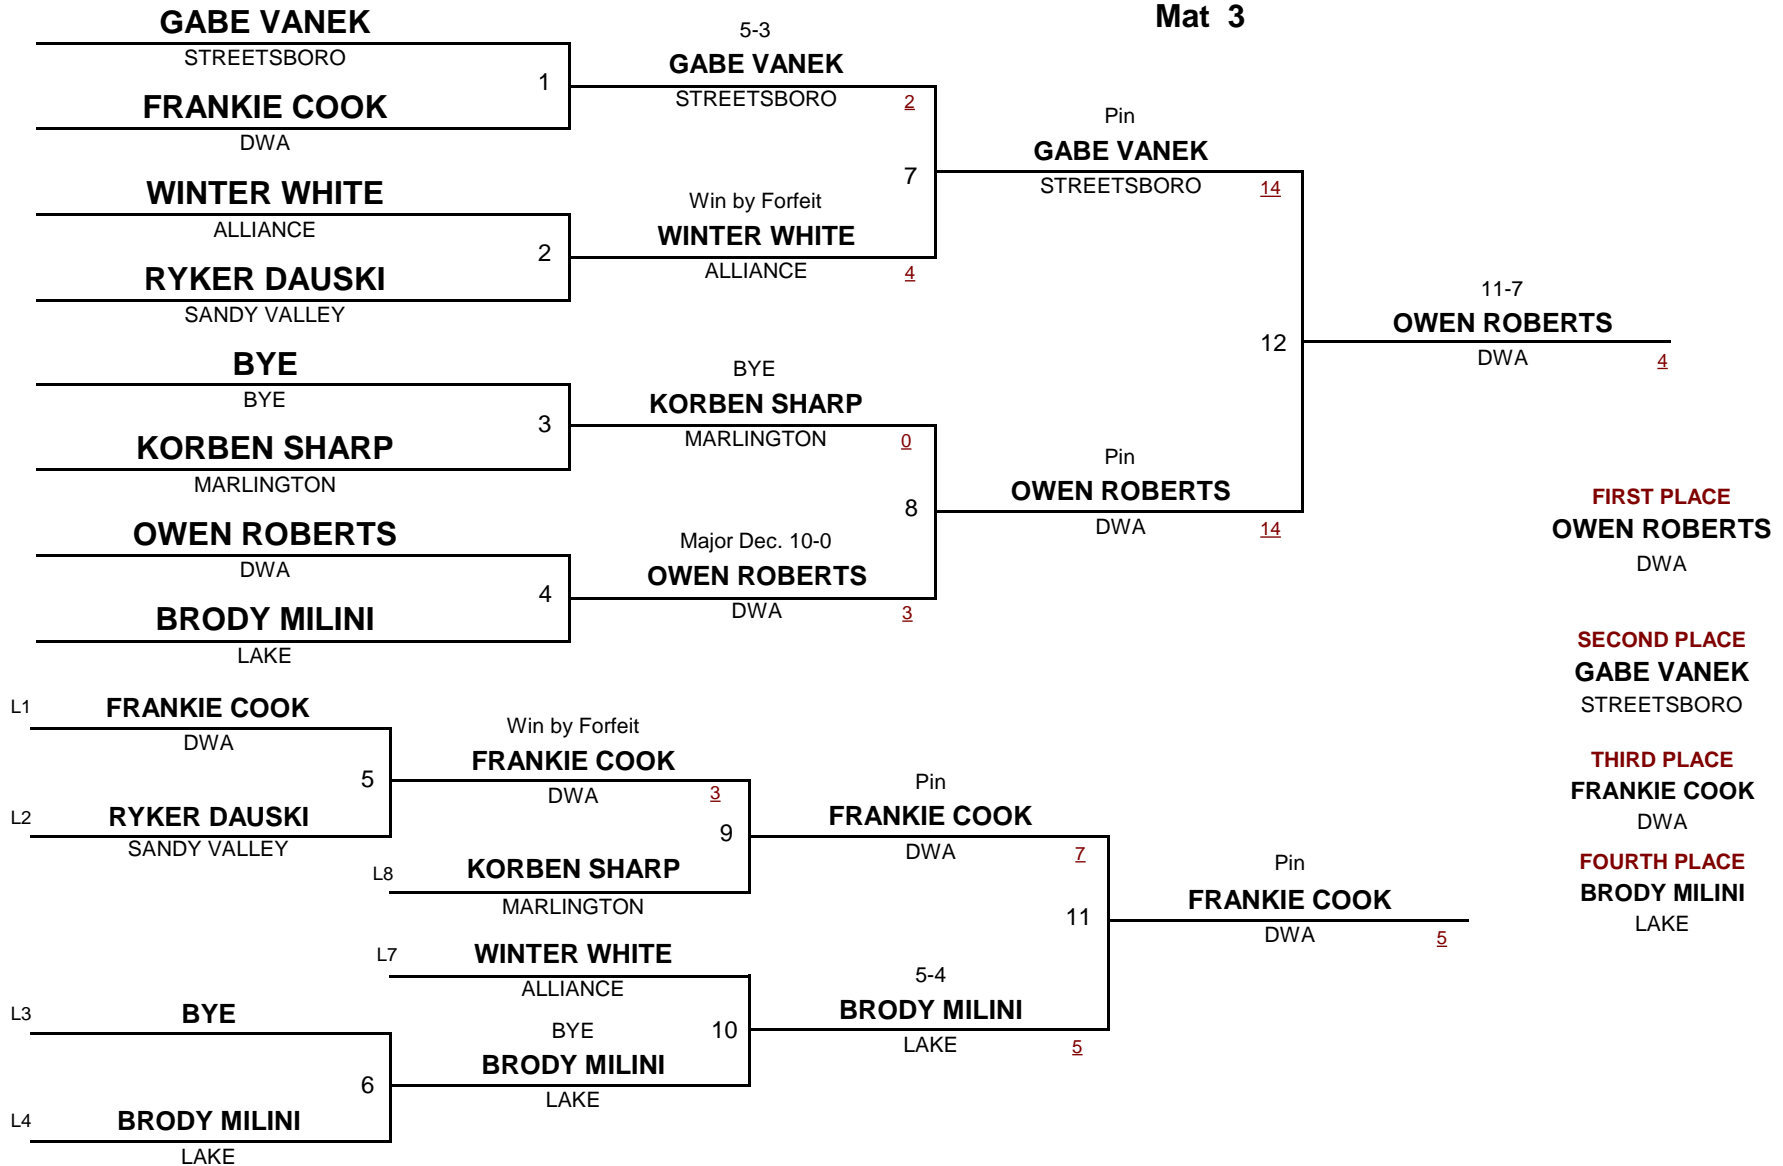 Mat 3
GABE VANEK
STREETSBORO
1
FRANKIE COOK
DWA
5-3
GABE VANEK
STREETSBORO
2
WINTER WHITE
ALLIANCE
2
RYKER DAUSKI
SANDY VALLEY
Win by Forfeit
WINTER WHITE
ALLIANCE
4
7
Pin
GABE VANEK
STREETSBORO
14
BYE
BYE
3
KORBEN SHARP
MARLINGTON
BYE
KORBEN SHARP
MARLINGTON
0
OWEN ROBERTS
DWA
4
BRODY MILINI
LAKE
Major Dec. 10-0
OWEN ROBERTS
DWA
3
8
Pin
OWEN ROBERTS
DWA
14
12
11-7
OWEN ROBERTS
DWA
4
L1
FRANKIE COOK
DWA
5
L2
RYKER DAUSKI
SANDY VALLEY
Win by Forfeit
FRANKIE COOK
DWA
3
9
L8
KORBEN SHARP
MARLINGTON
Pin
FRANKIE COOK
DWA
7
L7
WINTER WHITE
ALLIANCE
10
L3
BYE
6
L4
BRODY MILINI
LAKE
BYE
BRODY MILINI
LAKE
5-4
BRODY MILINI
LAKE
5
11
Pin
FRANKIE COOK
DWA
5
FIRST PLACE
OWEN ROBERTS
DWA
SECOND PLACE
GABE VANEK
STREETSBORO
THIRD PLACE
FRANKIE COOK
DWA
FOURTH PLACE
BRODY MILINI
LAKE